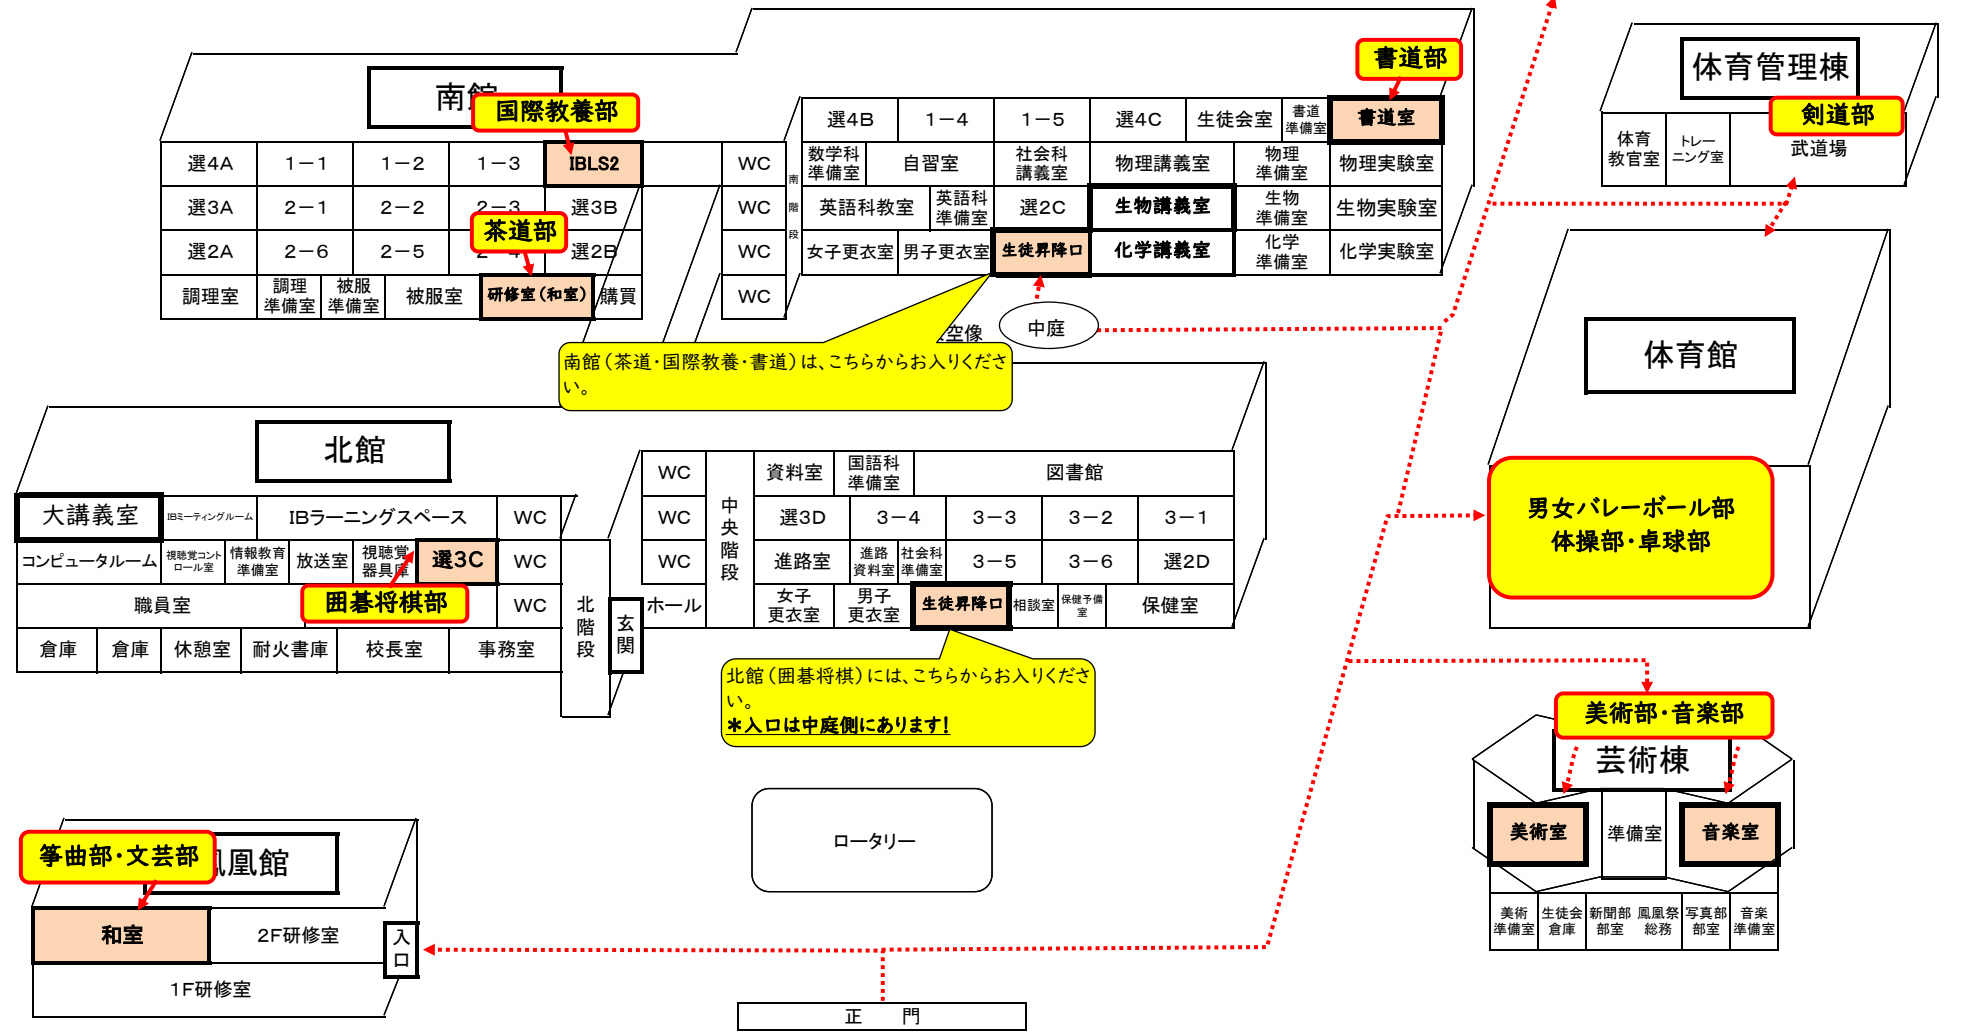 南館
国際教養部
書道部
体育管理棟
剣道部
選4B
1-4
1-5
選4C
生徒会室
書道
準備室
書道室
体育
教官室
トレー
ニング室
武道場
選4A
1-1
1-2
1-3
IBLS2
WC
数学科
準備室
自習室
社会科
講義室
物理講義室
物理
準備室
物理実験室
選3A
2-1
2-2
2-3
選3B
WC
南
階
段
英語科教室
英語科
準備室
選2C
生物講義室
生物
準備室
生物実験室
茶道部
選2A
2-6
2-5
2-4
選2B
WC
女子更衣室
男子更衣室
生徒昇降口
化学講義室
化学
準備室
化学実験室
調理室
調理
準備室
被服
準備室
被服室
研修室(和室)
購買
WC
空像
中庭
南館(茶道・国際教養・書道)は、こちらからお入りくださ
い。
体育館
男女バレーボール部
体操部・卓球部
北館
WC
中
央
階
段
資料室
国語科
準備室
図書館
大講義室
IBミーティングルーム
IBラーニングスペース
WC
WC
選3D
3-4
3-3
3-2
3-1
コンピュータルーム
視聴覚コント
ロール室
情報教育
準備室
放送室
視聴覚
器具庫
選3C
WC
WC
進路室
進路
資料室
社会科
準備室
3-5
3-6
選2D
職員室
囲碁将棋部
WC
北
階
段
玄
関
ホール
女子
更衣室
男子
更衣室
生徒昇降口
相談室
保健予備
室
保健室
倉庫
倉庫
休憩室
耐火書庫
校長室
事務室
北館(囲碁将棋)には、こちらからお入りくださ
い。
*入口は中庭側にあります!
美術部・音楽部
芸術棟
美術室
準備室
音楽室
美術
準備室
生徒会
倉庫
新聞部
部室
鳳凰祭
総務
写真部
部室
音楽
準備室
ロータリー
箏曲部・文芸部
凰館
和室
2F研修室
入
口
1F研修室
正 門